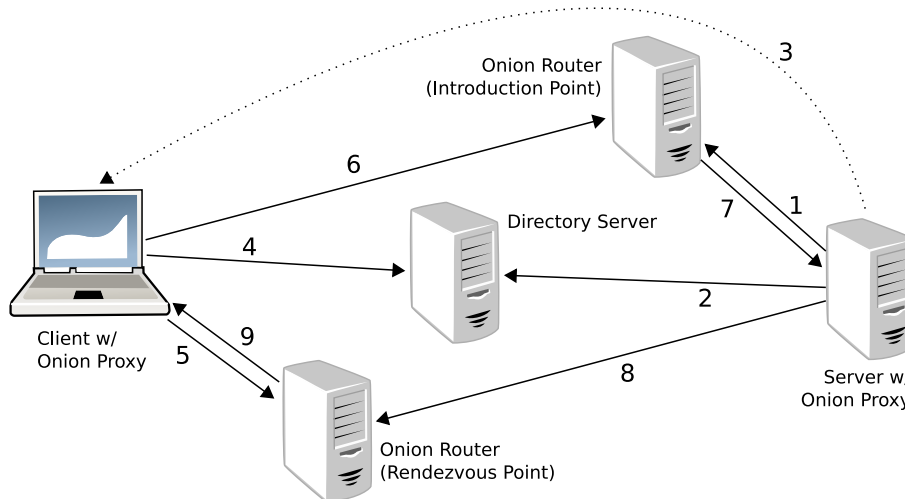 3
Onion Router
(Introduction Point)
6
1
7
Directory Server
4
2
Client w/
Onion Proxy
9
5
8
Server w/
Onion Proxy
Onion Router
(Rendezvous Point)